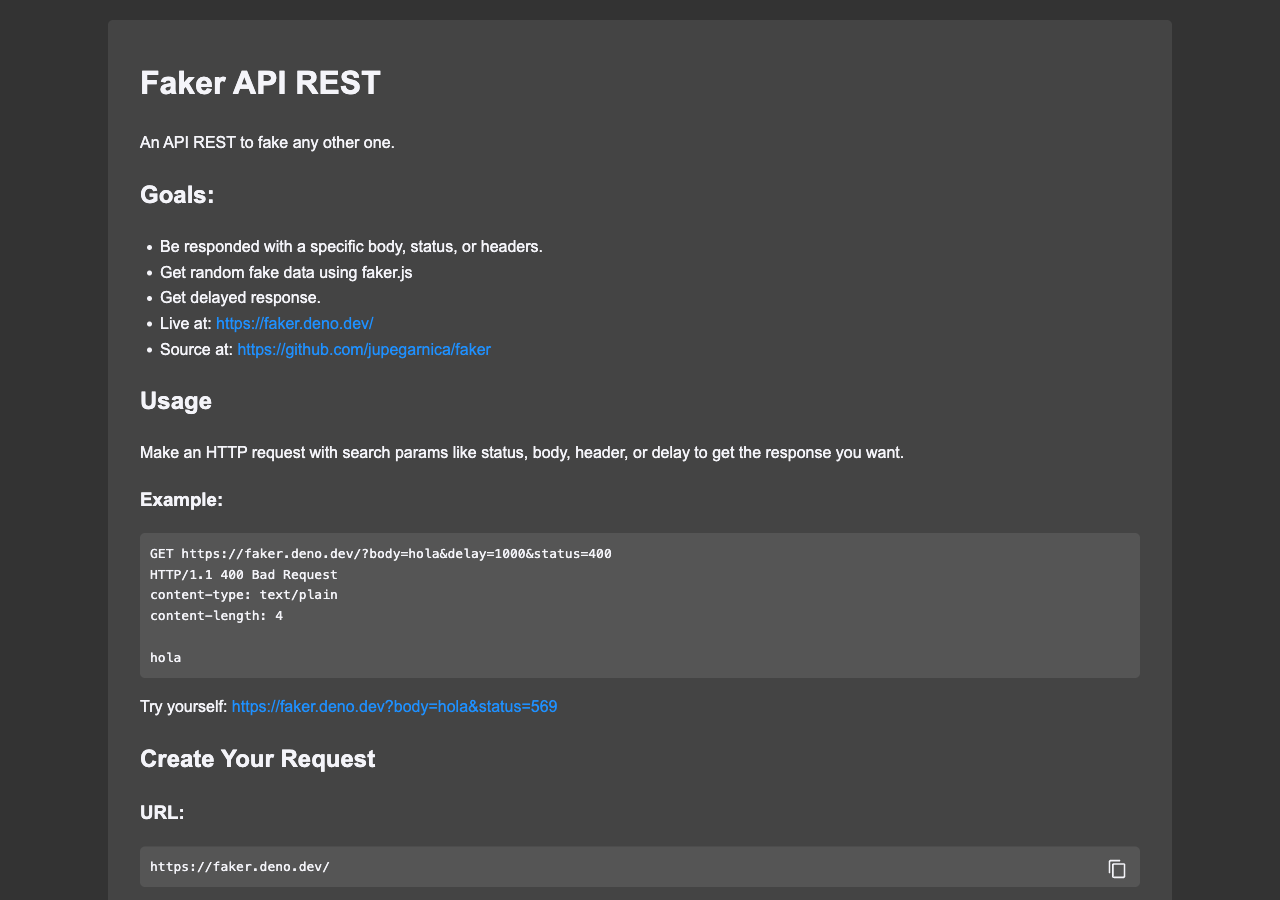 Faker API REST
An API REST to fake any other one.
Goals:
• Be responded with a specific body, status, or headers.
• Get random fake data using faker.js
• Get delayed response.
• Live at: https://faker.deno.dev/
• Source at: https://github.com/jupegarnica/faker
Usage
Make an HTTP request with search params like status, body, header, or delay to get the response you want.
Example:
GET https://faker.deno.dev/?body=hola&delay=1000&status=400
HTTP/1.1 400 Bad Request
content-type: text/plain
content-length: 4
hola
Try yourself: https://faker.deno.dev?body=hola&status=569
Create Your Request
URL:
https://faker.deno.dev/